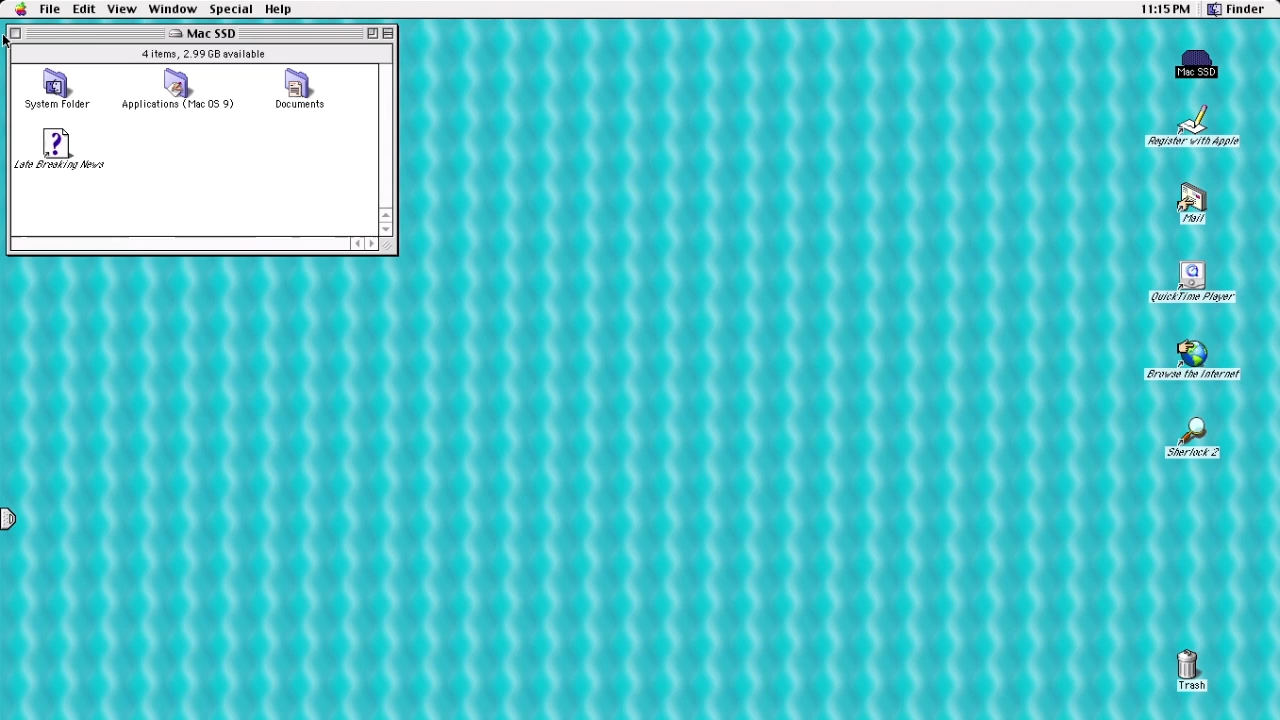 File Edit View Window Special Help 11:15 PM Finder
Mac SSD
4 items, 2.99 GB available
System Folder Applications (Mac OS 9) Documents
Late Breaking News
Mac SSD
Register with Apple
Mail
QuickTime Player
Browse the Internet
Sherlock 2
Trash